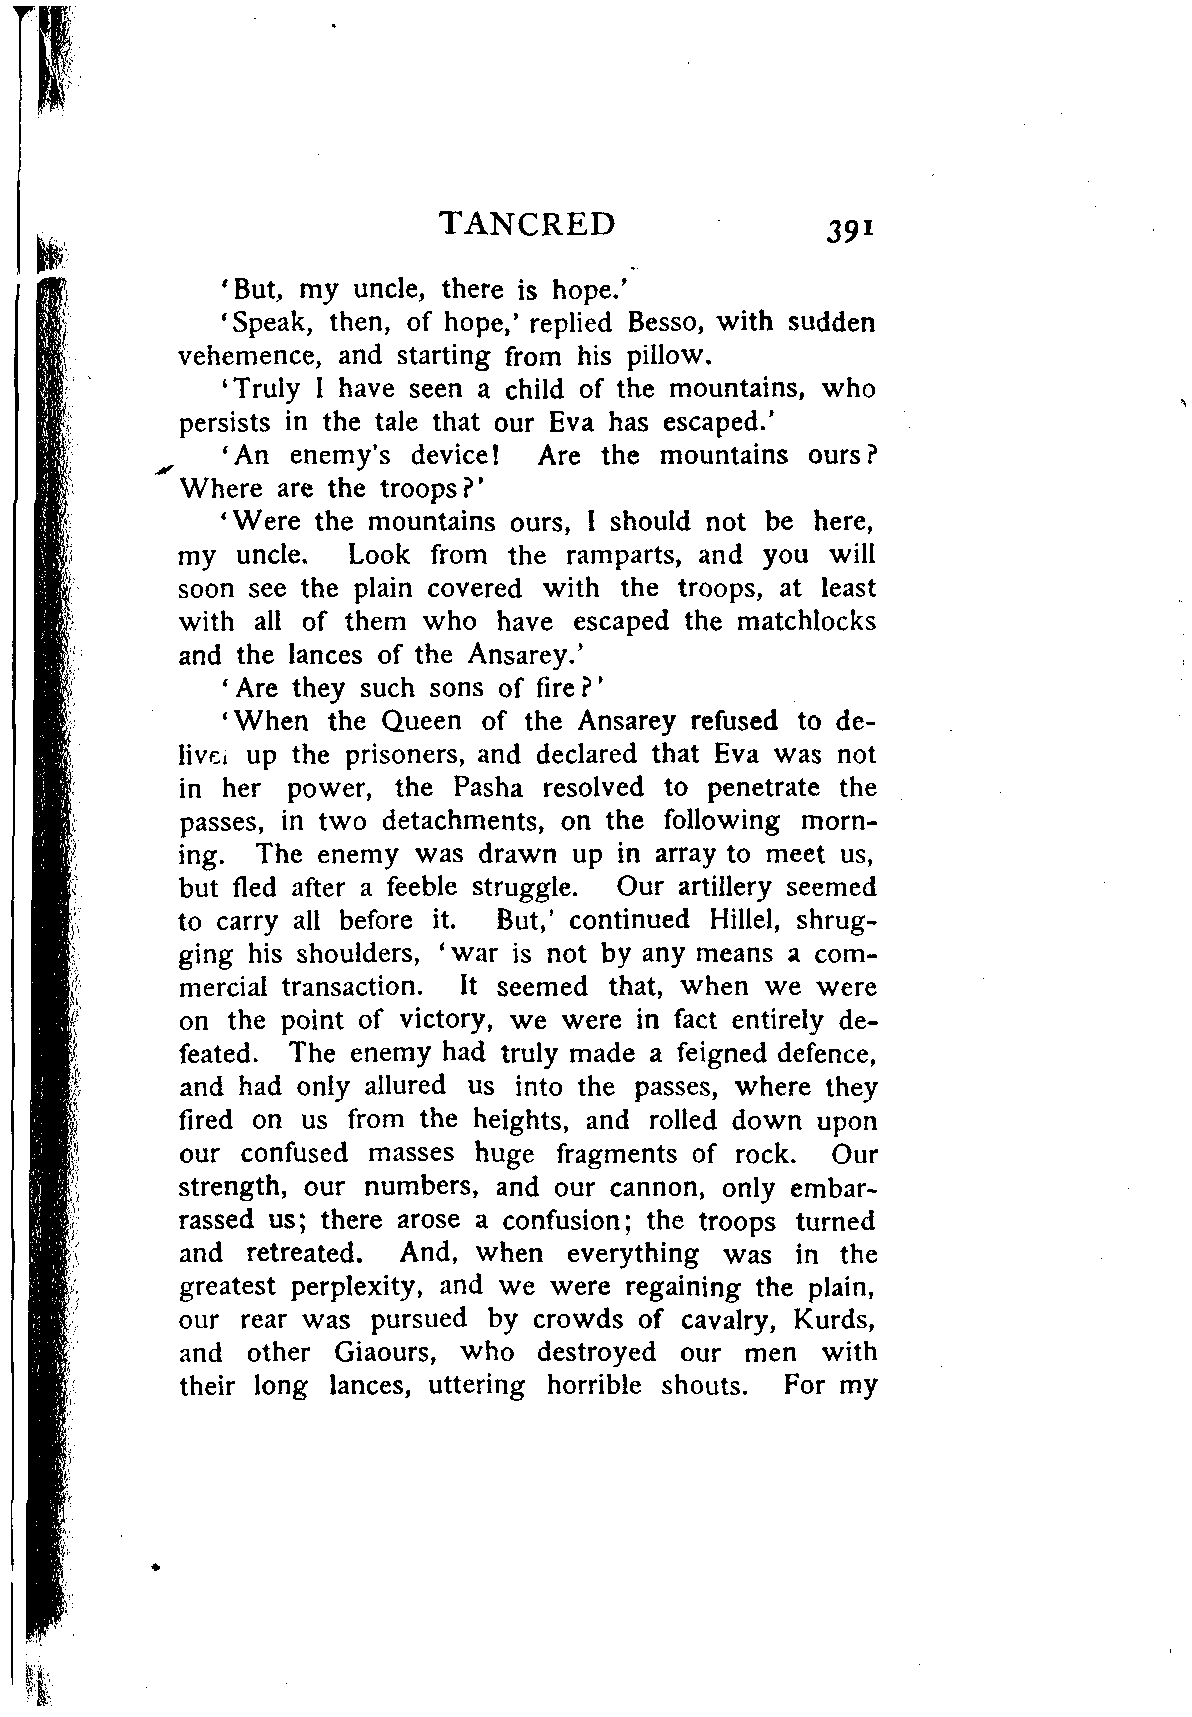 TANCRED 391
'But, my uncle, there is hope.'
'Speak, then, of hope,' replied Besso, with sudden
vehemence, and starting from his pillow.
'Truly I have seen a child of the mountains, who
persists in the tale that our Eva has escaped.'
'An enemy's device! Are the mountains ours?
Where are the troops?'
'Were the mountains ours, I should not be here,
my uncle. Look from the ramparts, and you will
soon see the plain covered with the troops, at least
with all of them who have escaped the matchlocks
and the lances of the Ansarey.'
'Are they such sons of fire?'
'When the Queen of the Ansarey refused to de-
liver up the prisoners, and declared that Eva was not
in her power, the Pasha resolved to penetrate the
passes, in two detachments, on the following morn-
ing. The enemy was drawn up in array to meet us,
but fled after a feeble struggle. Our artillery seemed
to carry all before it. But,' continued Hillel, shrug-
ging his shoulders, 'war is not by any means a com-
mercial transaction. It seemed that, when we were
on the point of victory, we were in fact entirely de-
feated. The enemy had truly made a feigned defence,
and had only allured us into the passes, where they
fired on us from the heights, and rolled down upon
our confused masses huge fragments of rock. Our
strength, our numbers, and our cannon, only embar-
rassed us; there arose a confusion; the troops turned
and retreated. And, when everything was in the
greatest perplexity, and we were regaining the plain,
our rear was pursued by crowds of cavalry, Kurds,
and other Giaours, who destroyed our men with
their long lances, uttering horrible shouts. For my